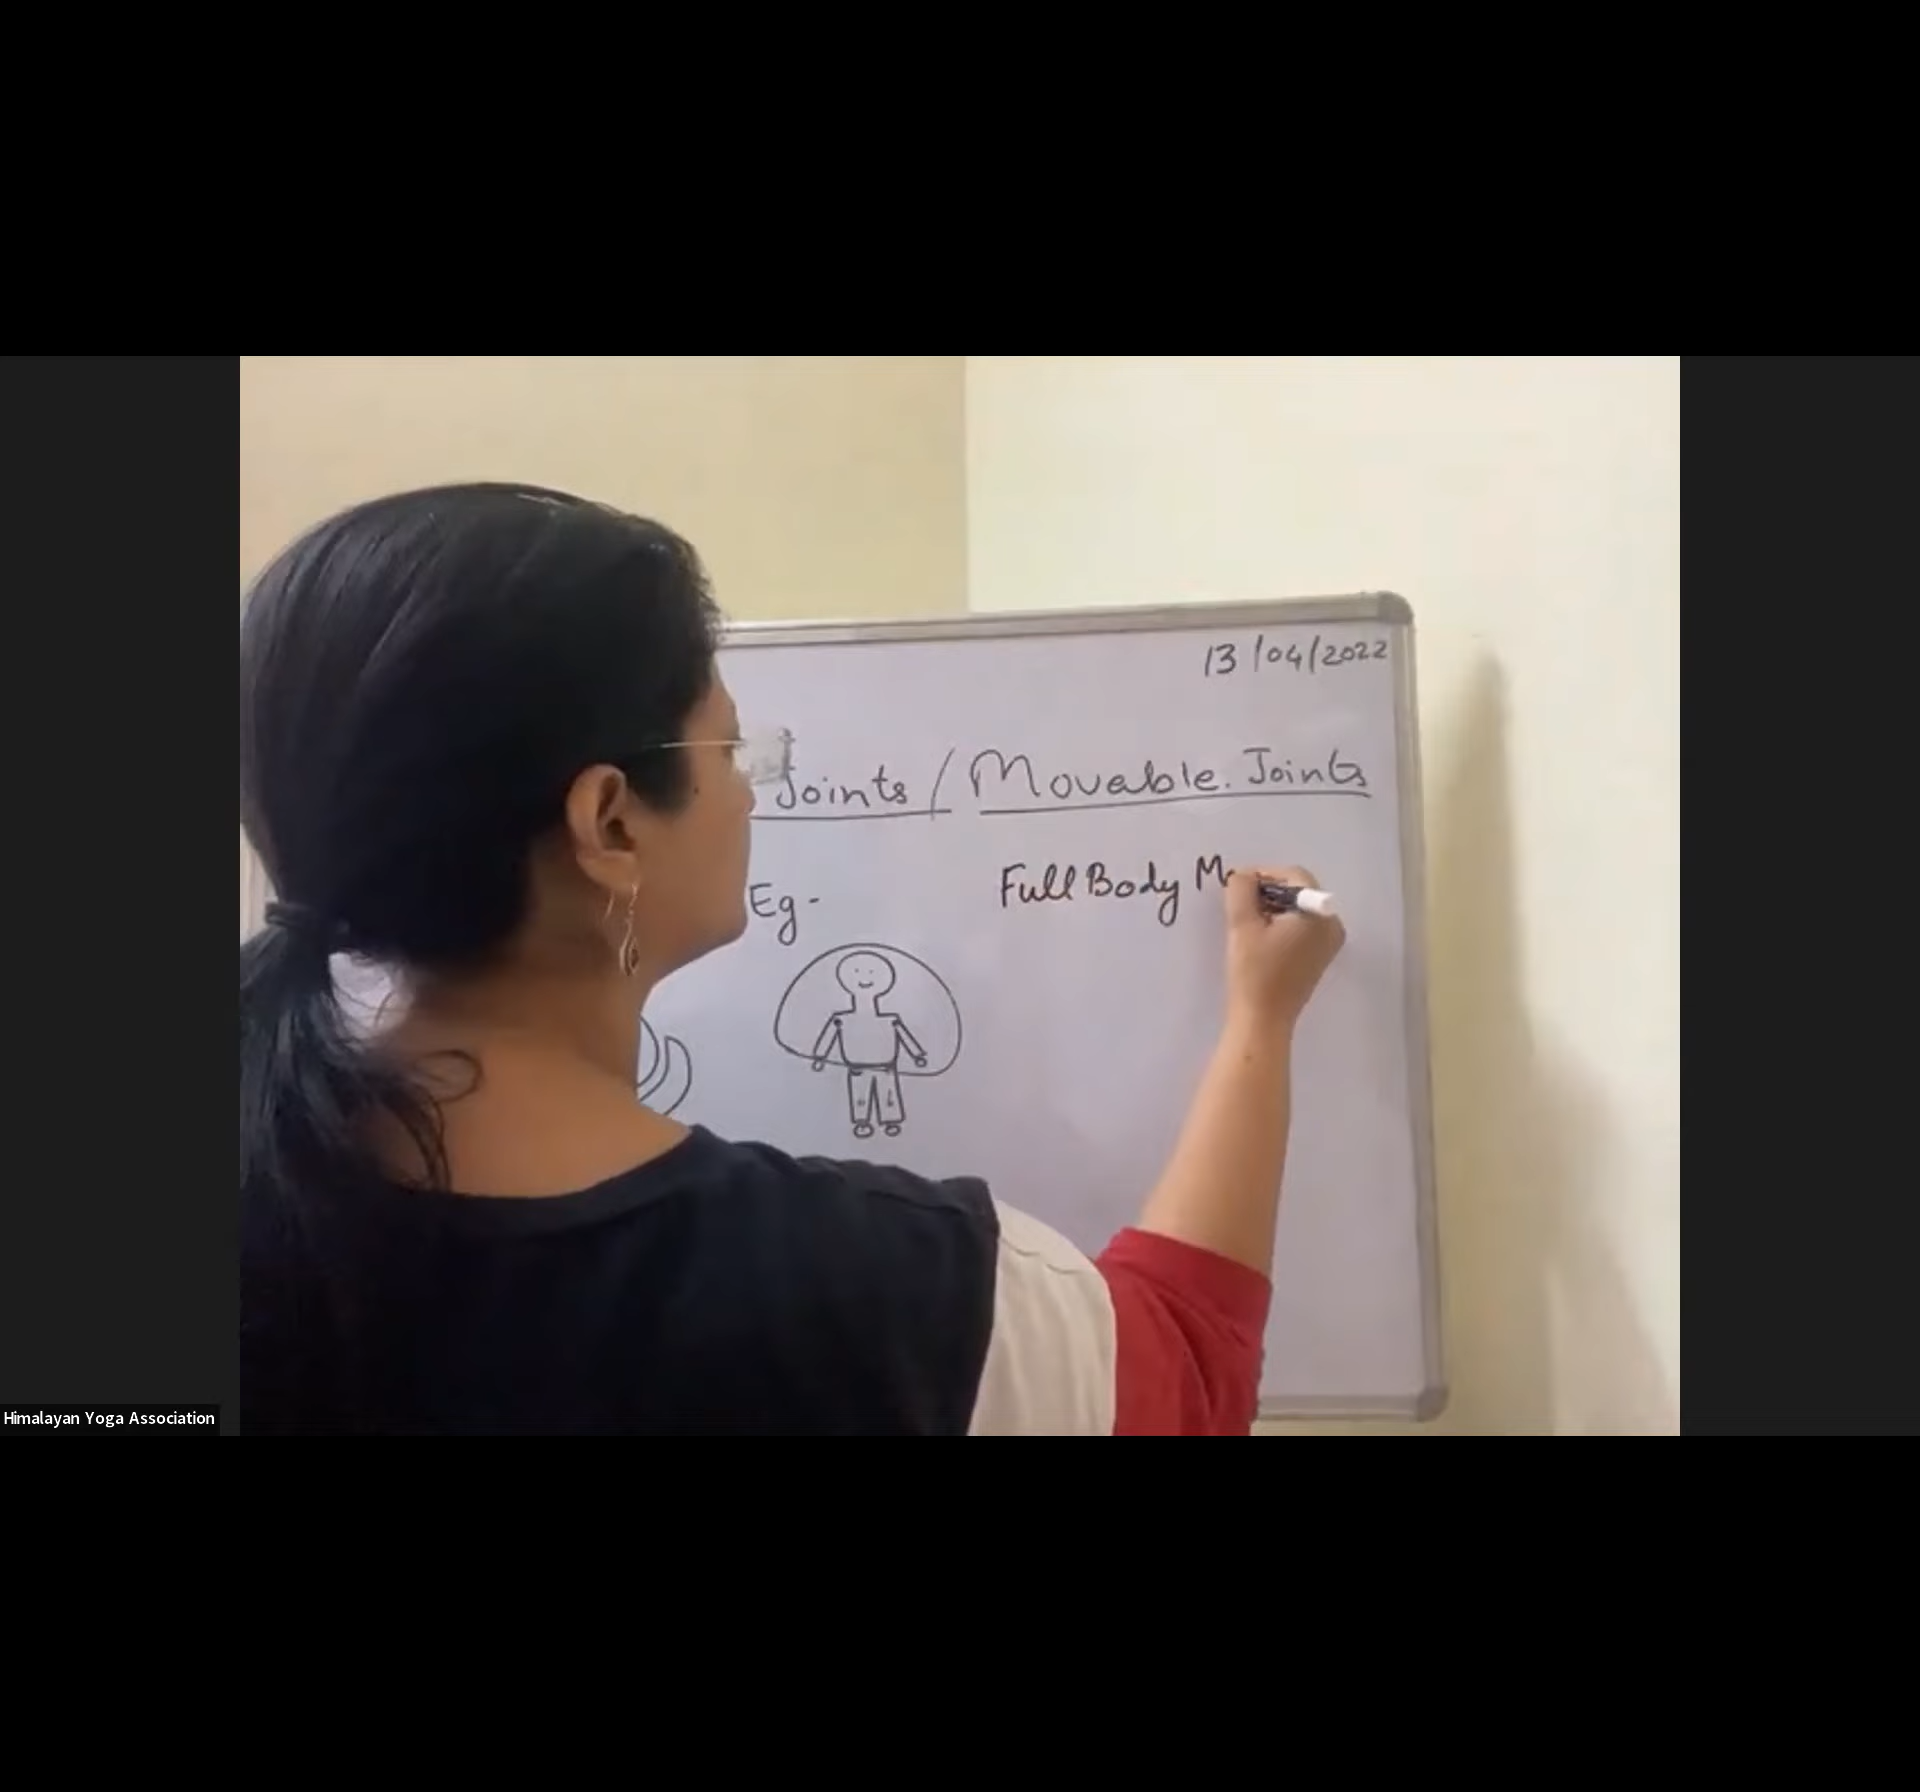 13/04/2022
Joints / Movable. Joints
Eg- Full Body
Himalayan Yoga Association